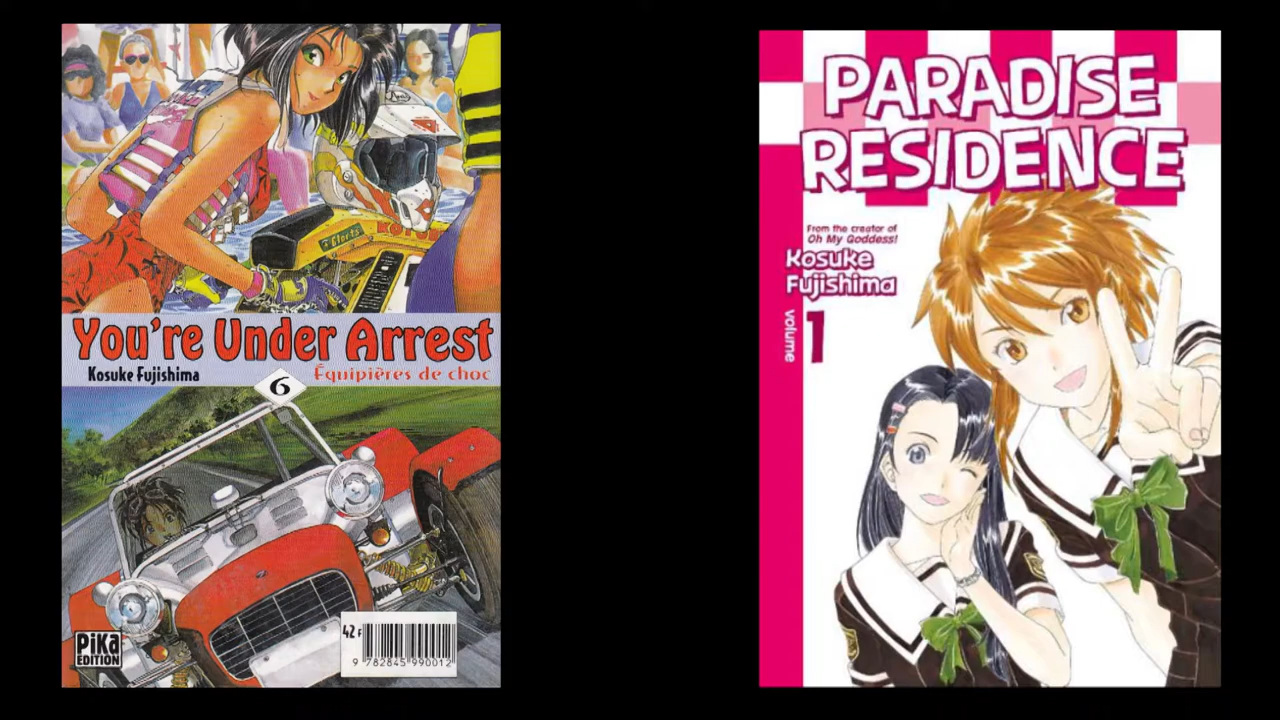 Glorts
You're Under Arrest
Kosuke Fujishima
Équipières de choc
6
PiKa
EDITION
42 F
9 782845 990012
PARADISE
RESIDENCE
From the creator of
Oh My Goddess!
Kosuke
Fujishima
volume
1